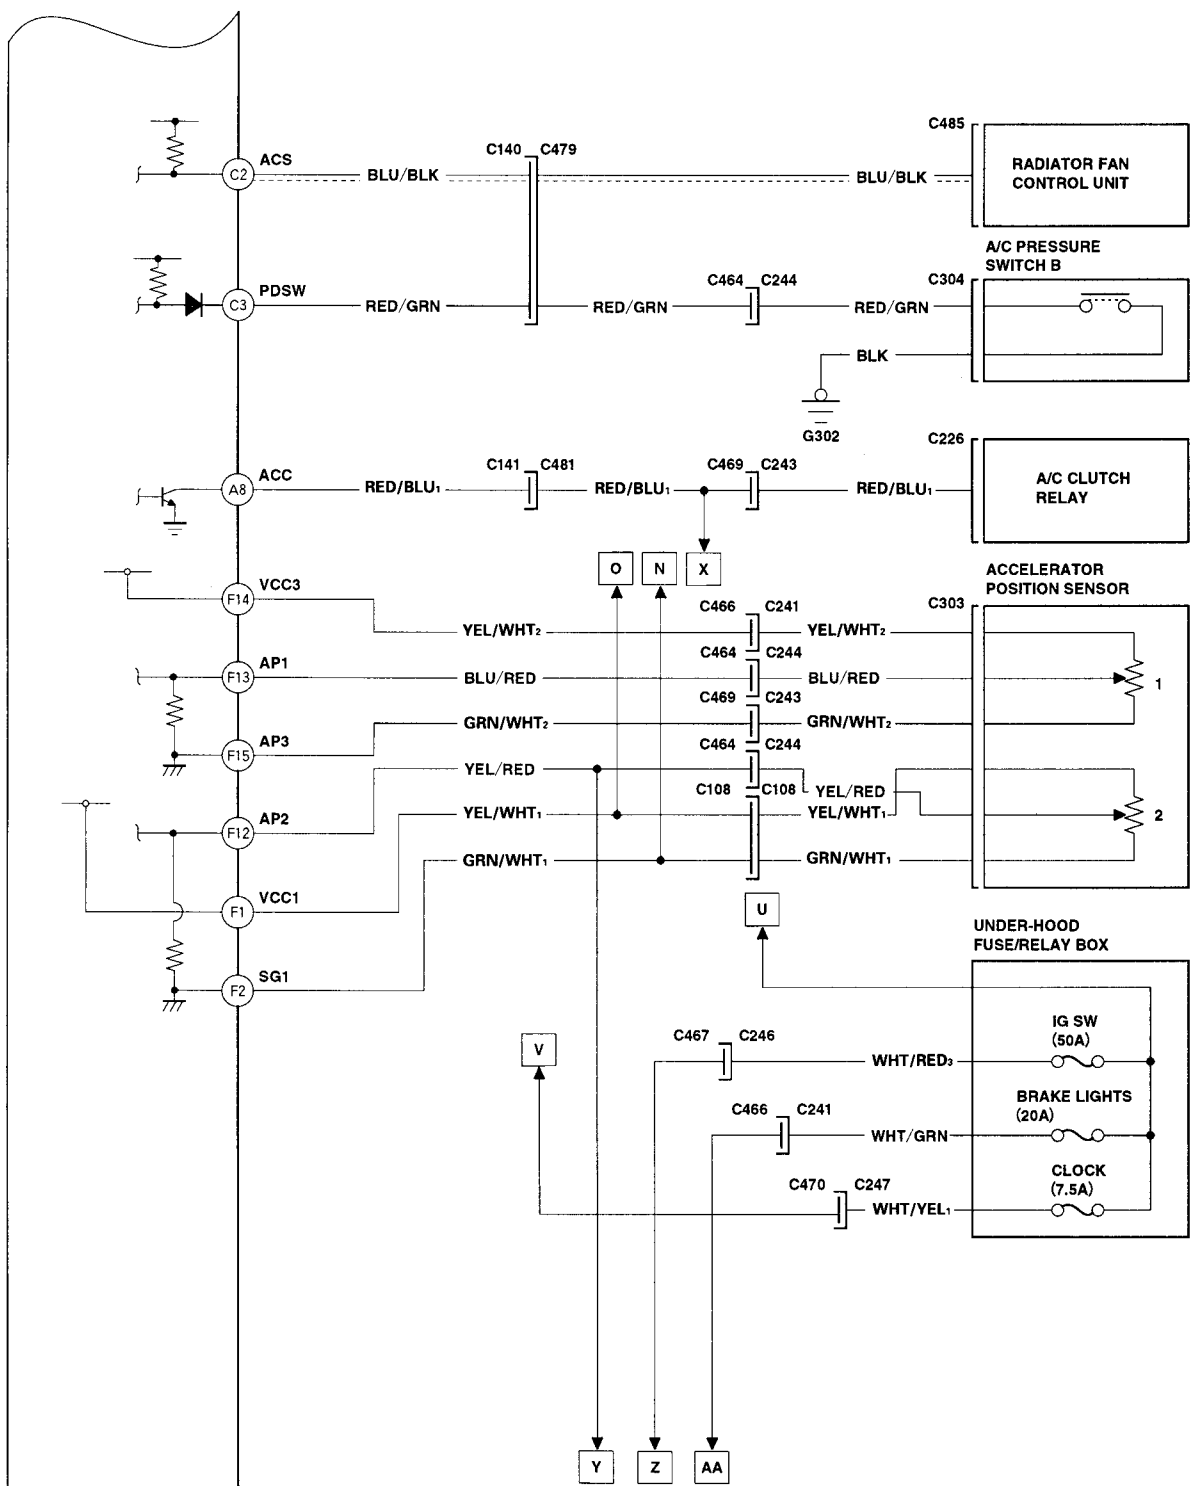 C485
RADIATOR FAN
CONTROL UNIT
ACS
C140 C479
C2
BLU/BLK
BLU/BLK
A/C PRESSURE
SWITCH B
PDSW
C464 C244
C304
C3
RED/GRN
RED/GRN
RED/GRN
BLK
G302
C226
ACC
C141 C481
C469 C243
A/C CLUTCH
RELAY
A8
RED/BLU1
RED/BLU1
RED/BLU1
O
N
X
ACCELERATOR
POSITION SENSOR
VCC3
F14
C466 C241
C303
YEL/WHT2
YEL/WHT2
AP1
C464 C244
F13
BLU/RED
BLU/RED
1
C469 C243
GRN/WHT2
GRN/WHT2
AP3
C464 C244
F15
YEL/RED
C108 C108
YEL/RED
AP2
YEL/WHT1
YEL/WHT1
2
F12
GRN/WHT1
GRN/WHT1
VCC1
F1
U
UNDER-HOOD
FUSE/RELAY BOX
SG1
F2
IG SW
(50A)
V
C467 C246
WHT/RED3
BRAKE LIGHTS
(20A)
C466 C241
WHT/GRN
CLOCK
(7.5A)
C470 C247
WHT/YEL1
Y
Z
AA